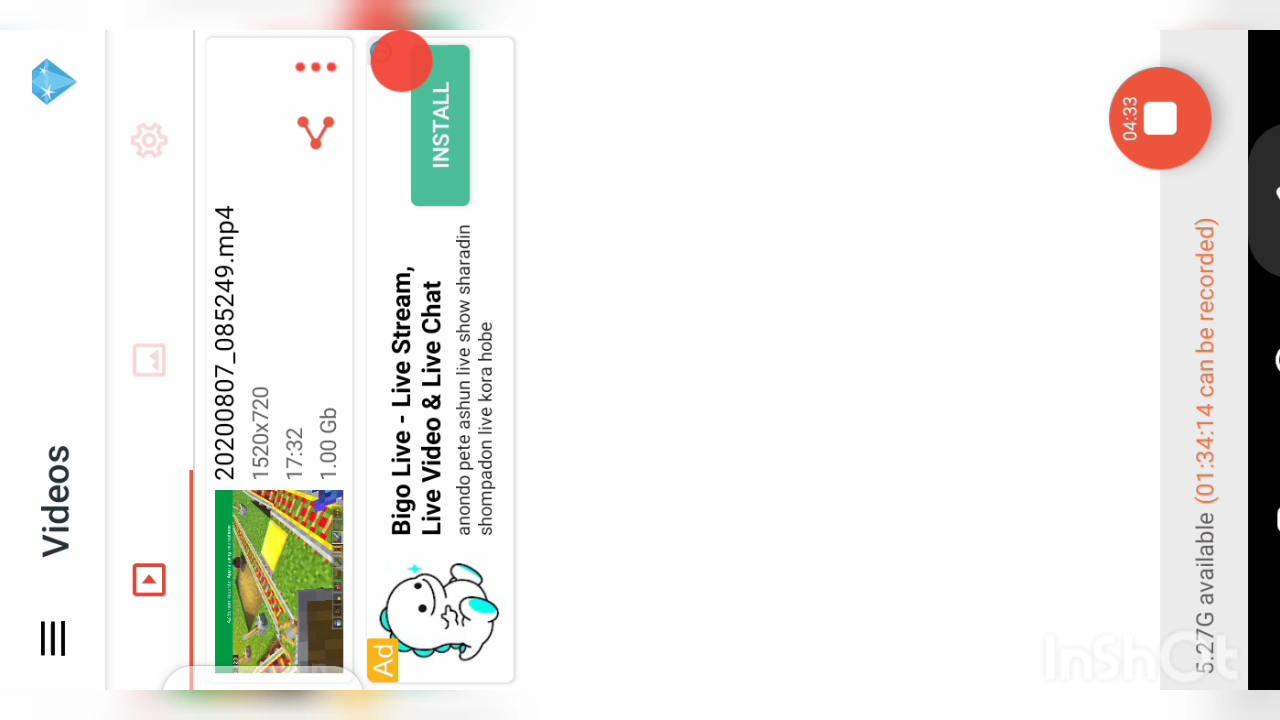 Videos
20200807_085249.mp4
1520x720
17:32
1.00 Gb
Ad
Bigo Live - Live Stream,
Live Video & Live Chat
anondo pete ashun live show sharadin
shompadon live kora hobe
INSTALL
04:33
5.27G available (01:34:14 can be recorded)
InShOt